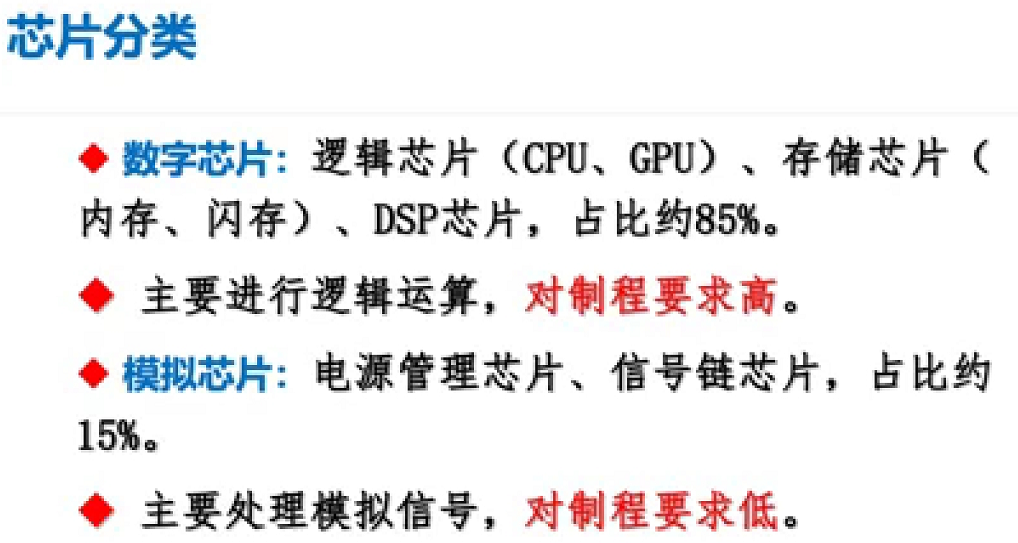 芯片分类
◆ 数字芯片：逻辑芯片（CPU、GPU）、存储芯片（
内存、闪存）、DSP芯片，占比约85%。
◆ 主要进行逻辑运算，对制程要求高。
◆ 模拟芯片：电源管理芯片、信号链芯片，占比约
15%。
◆ 主要处理模拟信号，对制程要求低。